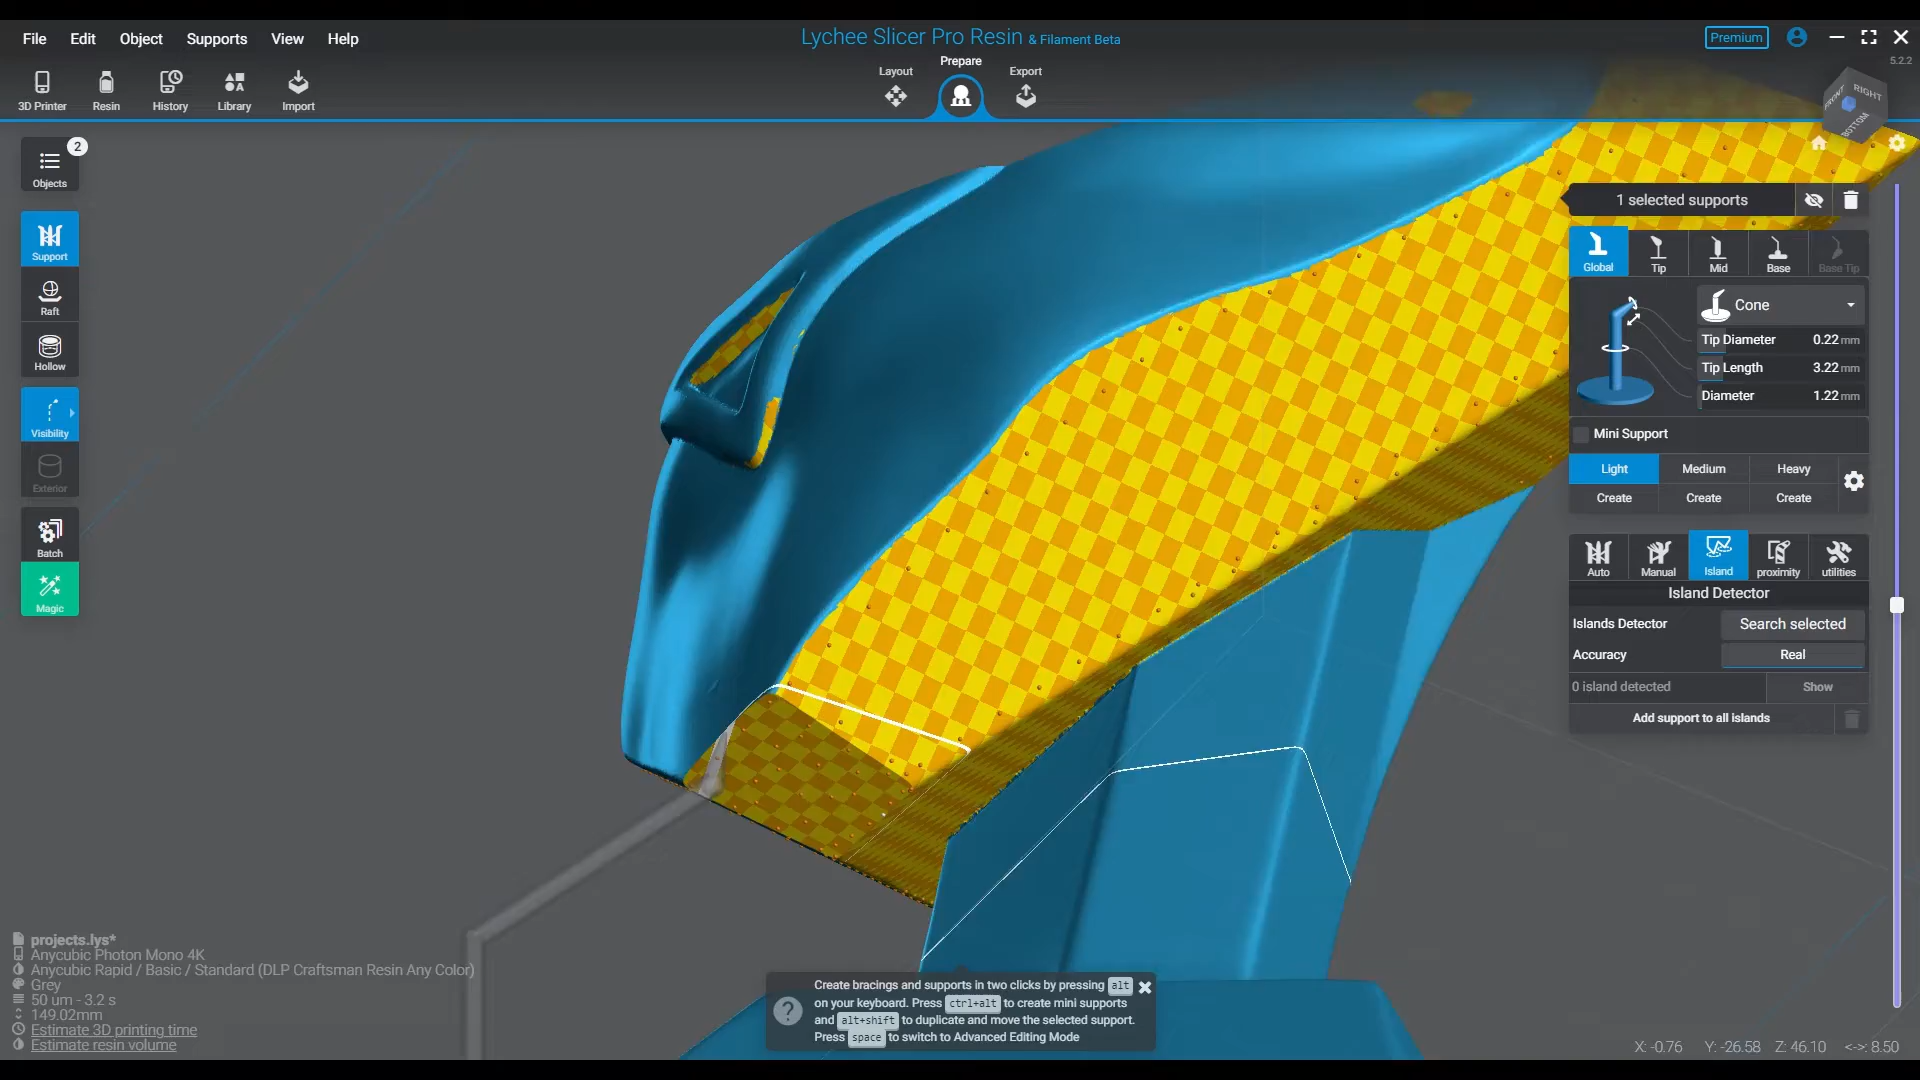 File Edit Object Supports View Help
Lychee Slicer Pro Resin & Filament Beta
Premium
5.2.2
3D Printer Resin History Library Import
Layout Prepare Export
FRONT RIGHT BOTTOM
2
Objects
Support
Raft
Hollow
Visibility
Exterior
Batch
Magic
1 selected supports
Global Tip Mid Base Base Tip
Cone
Tip Diameter 0.22 mm
Tip Length 3.22 mm
Diameter 1.22 mm
Mini Support
Light Medium Heavy
Create Create Create
Auto Manual Island proximity utilities
Island Detector
Islands Detector Search selected
Accuracy Real
0 island detected Show
Add support to all islands
projects.lys*
Anycubic Photon Mono 4K
Anycubic Rapid / Basic / Standard (DLP Craftsman Resin Any Color)
Grey
50 um - 3.2 s
149.02mm
Estimate 3D printing time
Estimate resin volume
? Create bracings and supports in two clicks by pressing alt
on your keyboard. Press ctrl+alt to create mini supports
and alt+shift to duplicate and move the selected support.
Press space to switch to Advanced Editing Mode
X: -0.76 Y: -26.58 Z: 46.10 <->: 8.50